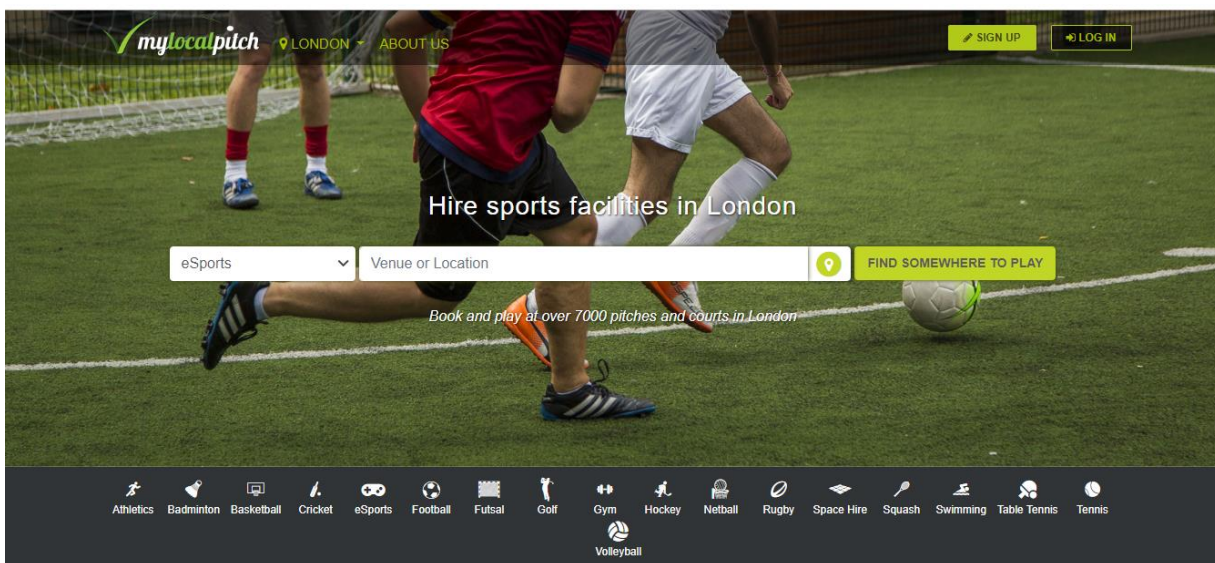 mylocalpitch LONDON ABOUT US SIGN UP LOG IN
Hire sports facilities in London
eSports Venue or Location FIND SOMEWHERE TO PLAY
Book and play at over 7000 pitches and courts in London
Athletics Badminton Basketball Cricket eSports Football Futsal Golf Gym Hockey Netball Rugby Space Hire Squash Swimming Table Tennis Tennis
Volleyball